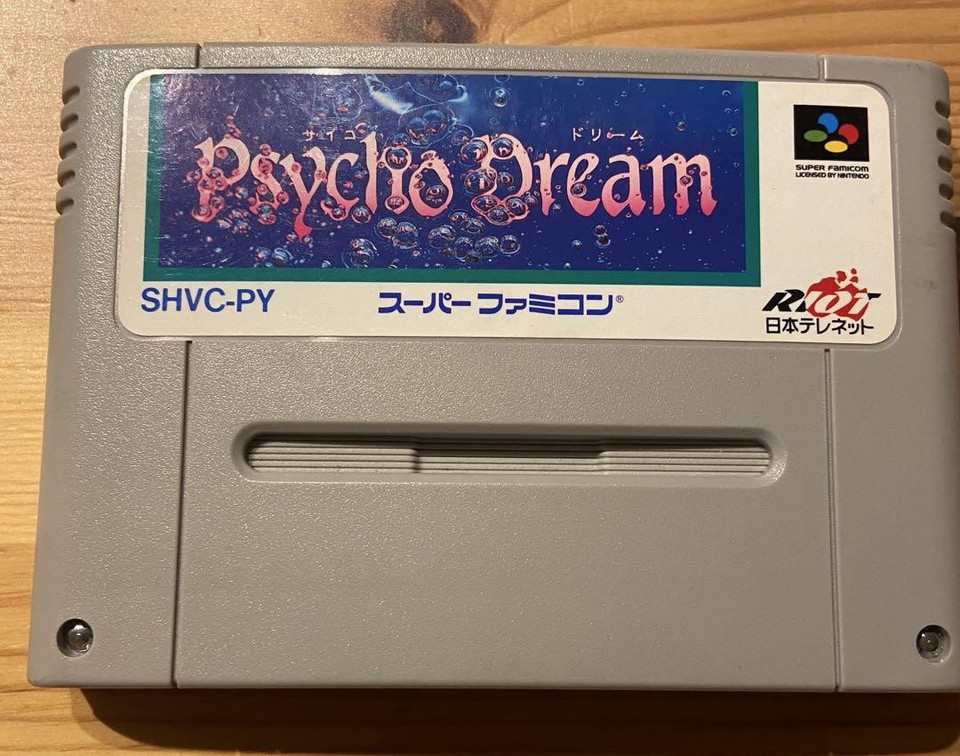 サイコ ドリーム
Psycho Dream
SUPER FAMICOM
LICENSED BY NINTENDO
SHVC-PY
スーパーファミコン®
RIOT
日本テレネット